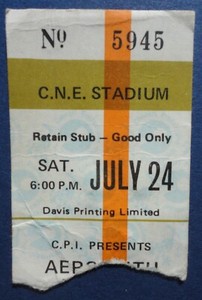 Nº 5945
C.N.E. STADIUM
Retain Stub — Good Only
SAT. JULY 24
6:00 P.M.
Davis Printing Limited
C.P.I. PRESENTS